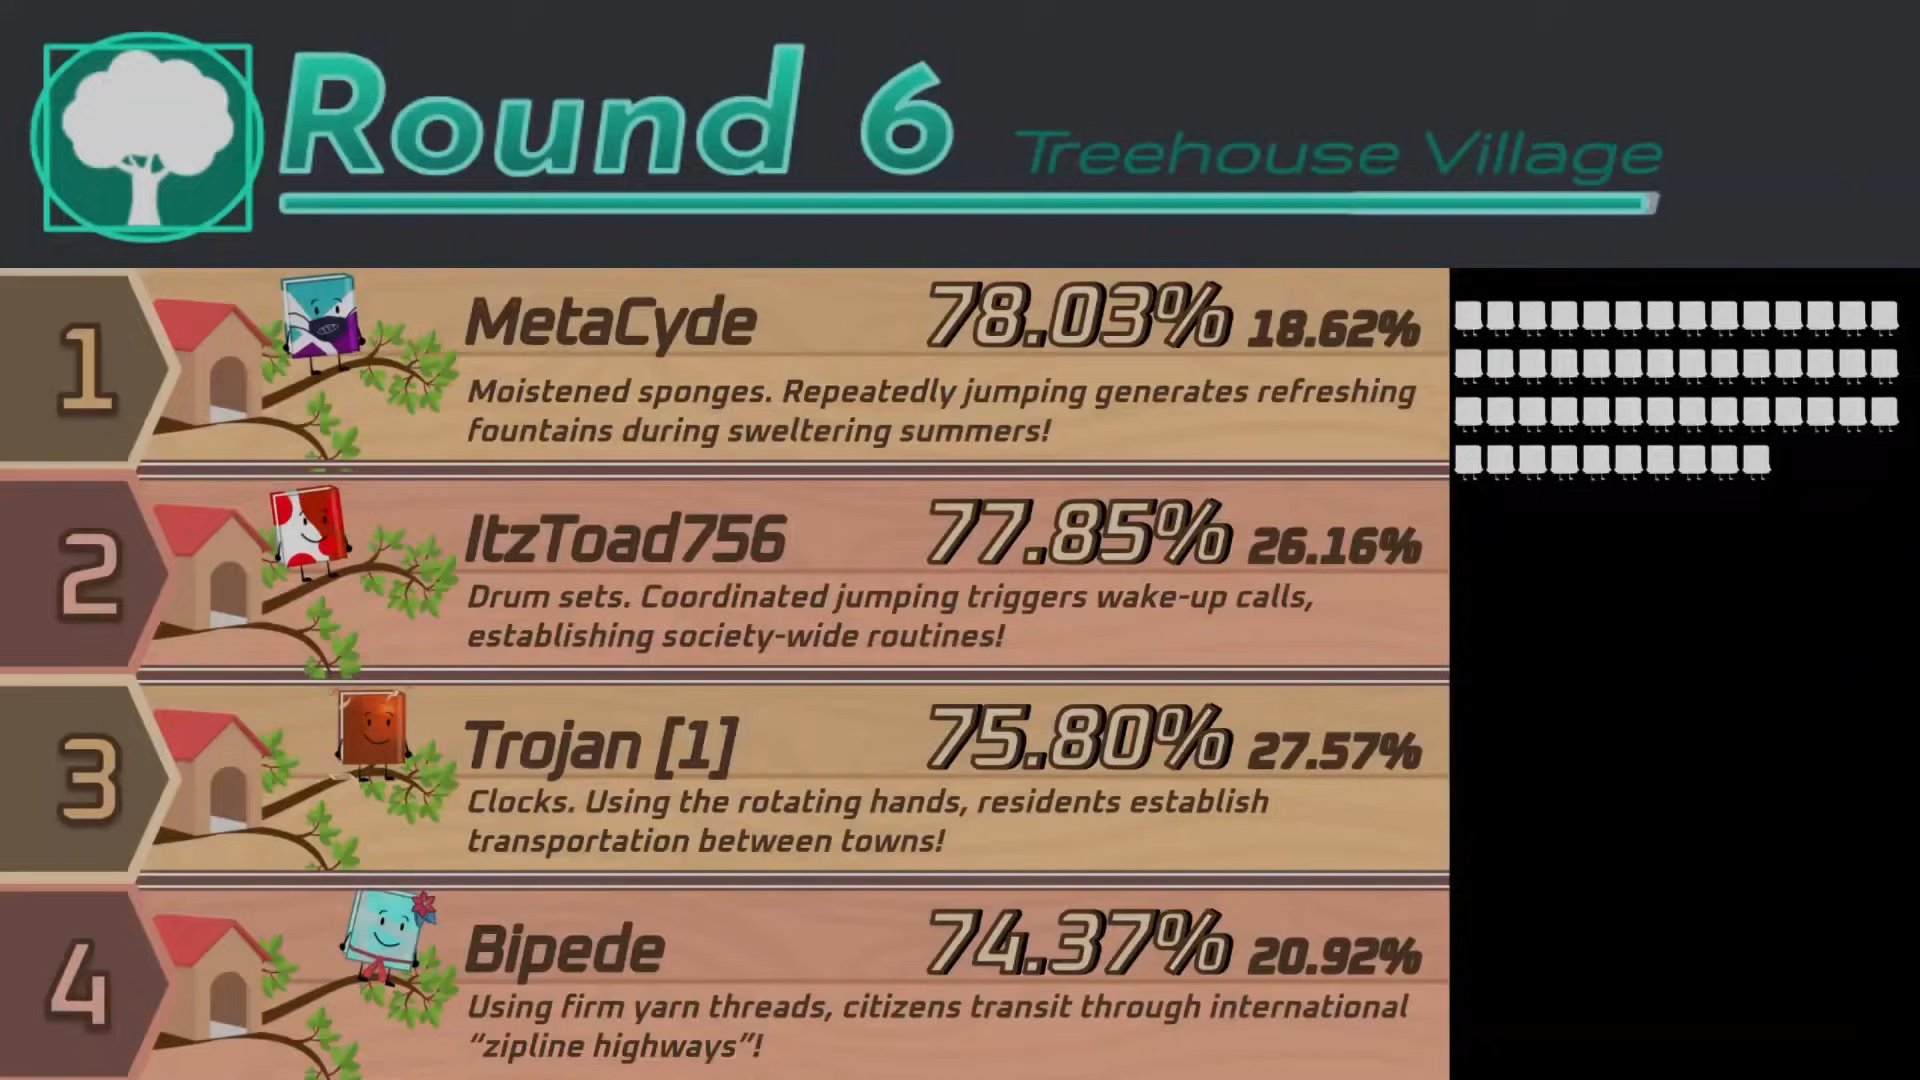 Round 6 Treehouse Village
1 MetaCyde 78.03% 18.62%
Moistened sponges. Repeatedly jumping generates refreshing
fountains during sweltering summers!
2 ItzToad756 77.85% 26.16%
Drum sets. Coordinated jumping triggers wake-up calls,
establishing society-wide routines!
3 Trojan [1] 75.80% 27.57%
Clocks. Using the rotating hands, residents establish
transportation between towns!
4 Bipede 74.37% 20.92%
Using firm yarn threads, citizens transit through international
“zipline highways”!